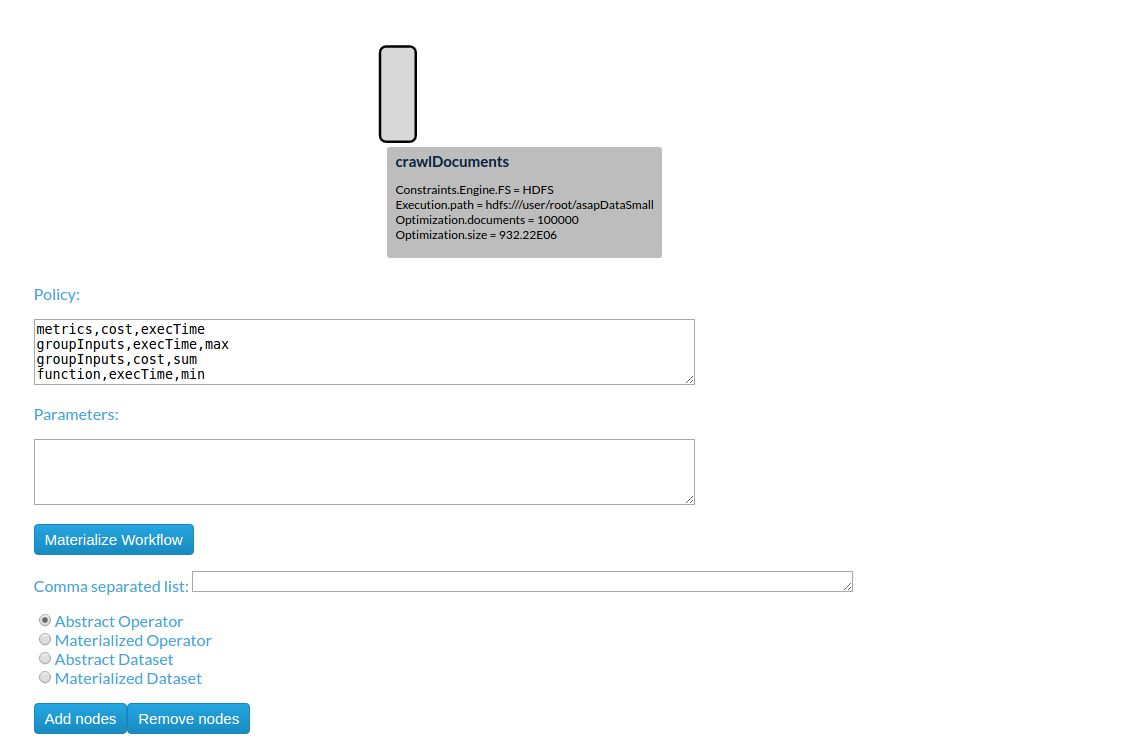 crawlDocuments
Constraints.Engine.FS = HDFS
Execution.path = hdfs:///user/root/asapDataSmall
Optimization.documents = 100000
Optimization.size = 932.22E06
Policy:
metrics,cost,execTime
groupInputs,execTime,max
groupInputs,cost,sum
function,execTime,min
Parameters:
Materialize Workflow
Comma separated list:
Abstract Operator
Materialized Operator
Abstract Dataset
Materialized Dataset
Add nodes Remove nodes